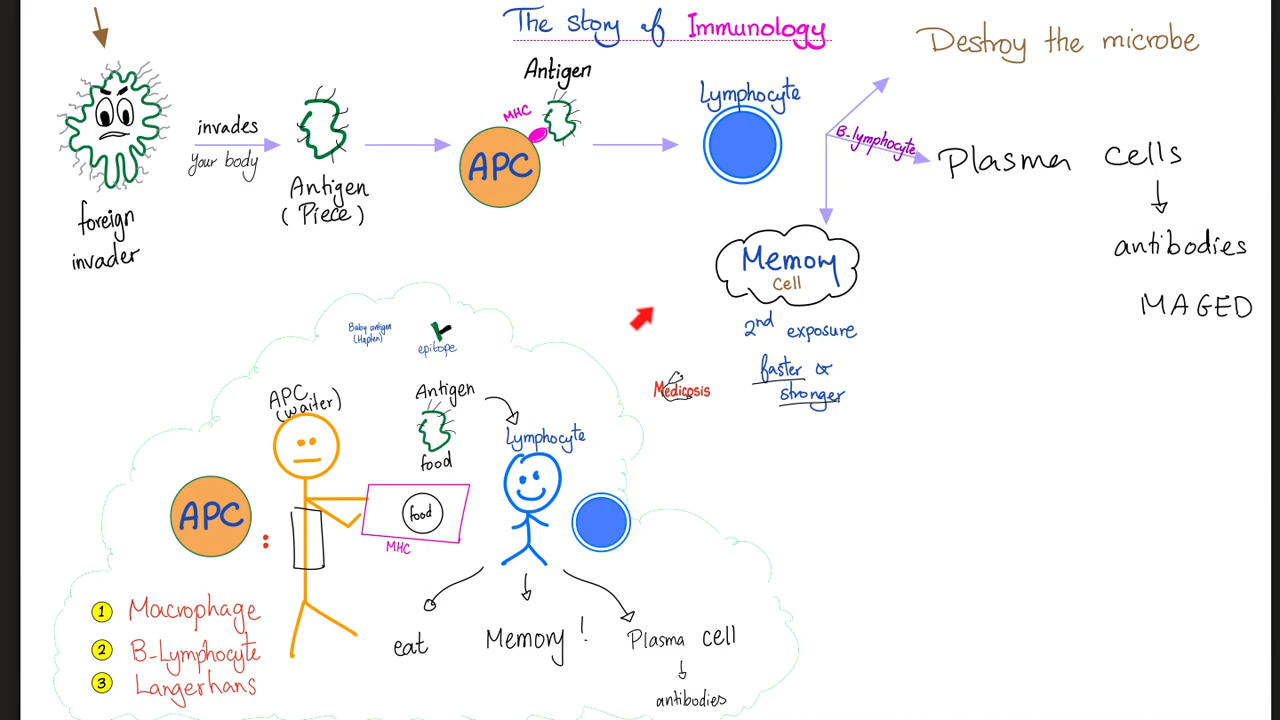 The story of Immunology
Destroy the microbe
Antigen
MHC
Lymphocyte
invades
your body
APC
B-lymphocyte
Plasma cells
Antigen
(Piece)
foreign
invader
antibodies
Memory
Cell
MAGED
2nd exposure
faster &
stronger
Medicosis
Baby antigen
(Hapten)
epitope
APC
(waiter)
Antigen
Lymphocyte
food
APC
:
food
MHC
1 Macrophage
2 B-Lymphocyte
3 Langerhans
eat
Memory!
Plasma cell
antibodies